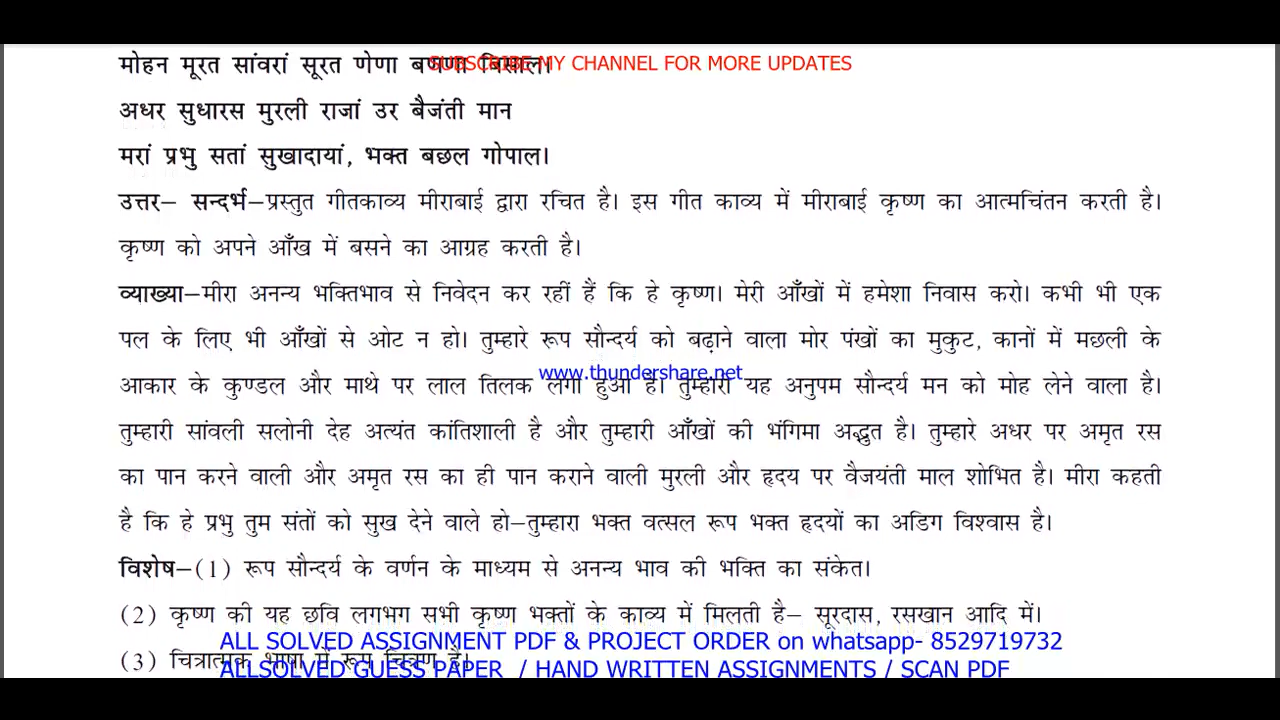 मोहन मूरत सांवरां सूरत णेणा बणणा बिसाल।
SUBSCRIBE MY CHANNEL FOR MORE UPDATES
अधर सुधारस मुरली राजां उर बैजंती मान
मरां प्रभु सतां सुखादायां, भक्त बछल गोपाल।
उत्तर– सन्दर्भ–प्रस्तुत गीतकाव्य मीराबाई द्वारा रचित है। इस गीत काव्य में मीराबाई कृष्ण का आत्मचिंतन करती है।
कृष्ण को अपने आँख में बसने का आग्रह करती है।
व्याख्या–मीरा अनन्य भक्तिभाव से निवेदन कर रहीं हैं कि हे कृष्ण। मेरी आँखों में हमेशा निवास करो। कभी भी एक
पल के लिए भी आँखों से ओट न हो। तुम्हारे रूप सौन्दर्य को बढ़ाने वाला मोर पंखों का मुकुट, कानों में मछली के
www.thundershare.net
आकार के कुण्डल और माथे पर लाल तिलक लगा हुआ है। तुम्हारी यह अनुपम सौन्दर्य मन को मोह लेने वाला है।
तुम्हारी सांवली सलोनी देह अत्यंत कांतिशाली है और तुम्हारी आँखों की भंगिमा अद्भुत है। तुम्हारे अधर पर अमृत रस
का पान करने वाली और अमृत रस का ही पान कराने वाली मुरली और हृदय पर वैजयंती माल शोभित है। मीरा कहती
है कि हे प्रभु तुम संतों को सुख देने वाले हो–तुम्हारा भक्त वत्सल रूप भक्त हृदयों का अडिग विश्वास है।
विशेष–(1) रूप सौन्दर्य के वर्णन के माध्यम से अनन्य भाव की भक्ति का संकेत।
(2) कृष्ण की यह छवि लगभग सभी कृष्ण भक्तों के काव्य में मिलती है– सूरदास, रसखान आदि में।
ALL SOLVED ASSIGNMENT PDF & PROJECT ORDER on whatsapp- 8529719732
(3) चित्रात्मक भाषा में रूप चित्रण है।
ALLSOLVED GUESS PAPER / HAND WRITTEN ASSIGNMENTS / SCAN PDF